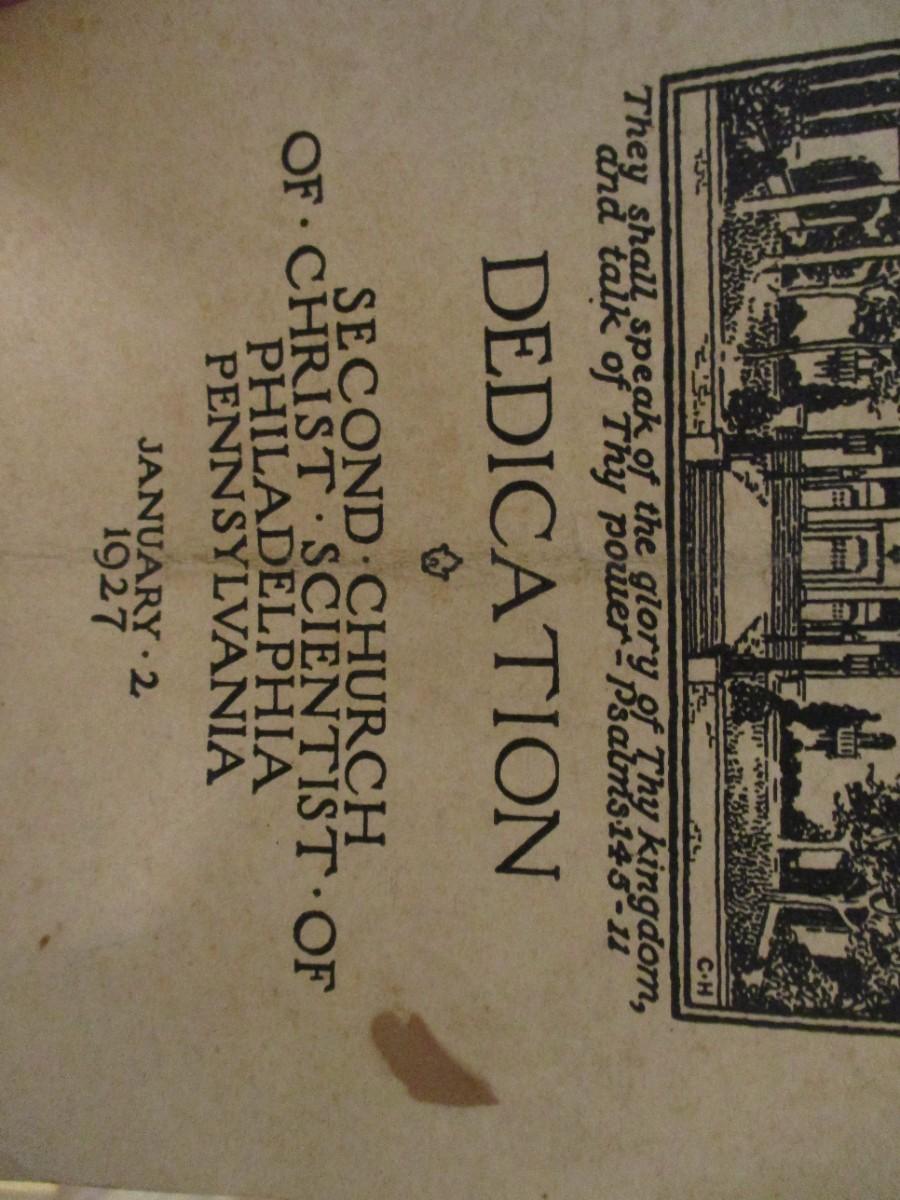 C·H
They shall speak of the glory of Thy kingdom,
and talk of Thy power-Psalms·145-11
DEDICATION
SECOND·CHURCH
OF·CHRIST·SCIENTIST·OF
PHILADELPHIA
PENNSYLVANIA
JANUARY·2
1927